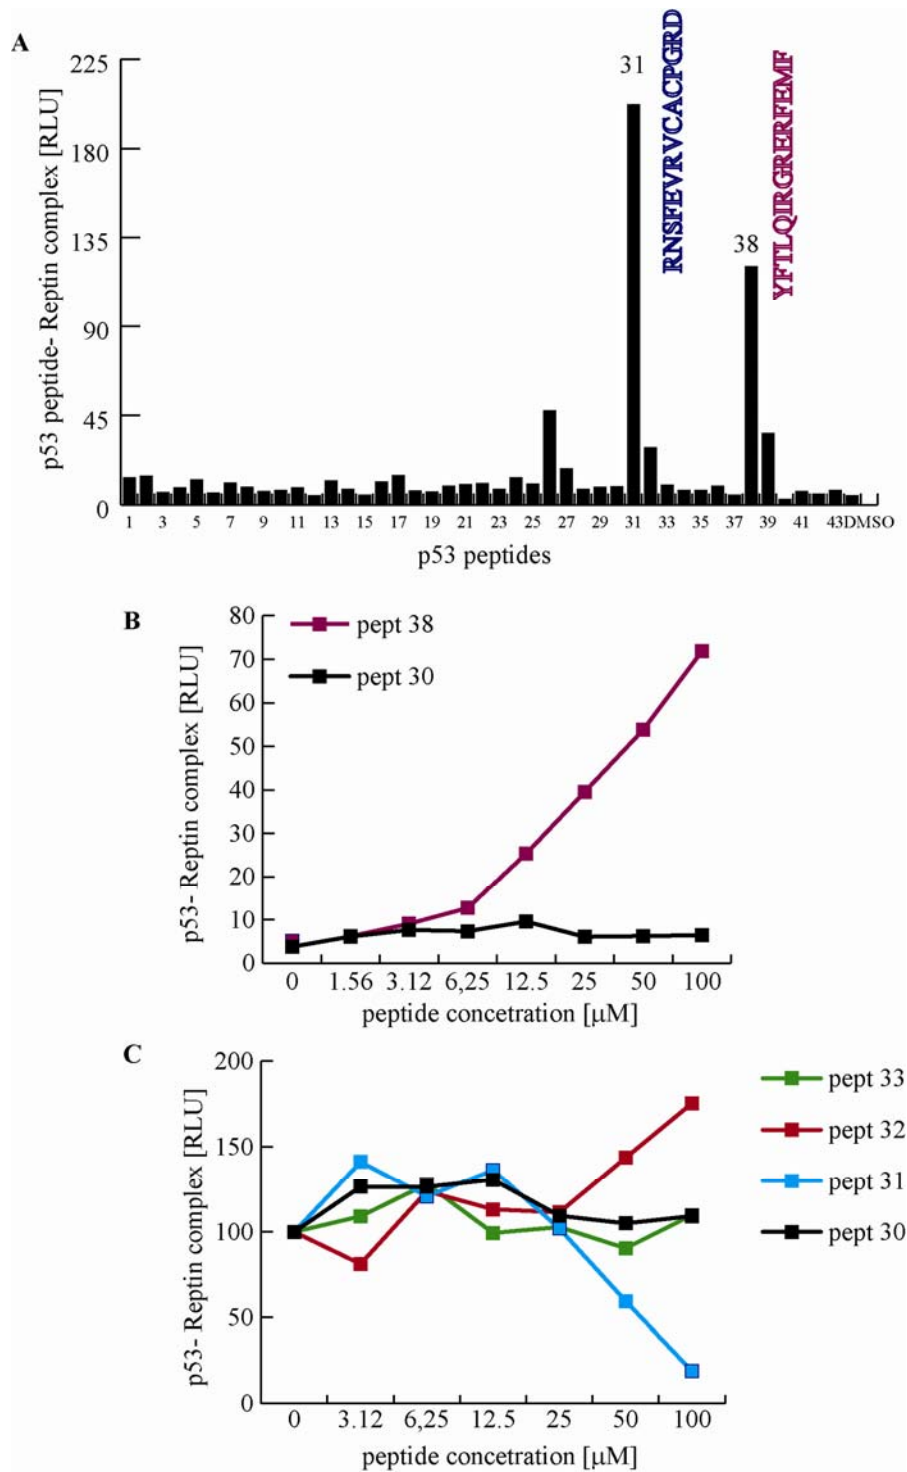 A
p53 peptide- Reptin complex [RLU]
225
180
135
90
45
0
31
RNSFEVRVCACPGRD
38
YFTLQIRGRERFEMF
1 3 5 7 9 11 13 15 17 19 21 23 25 27 29 31 33 35 37 39 41 43DMSO
p53 peptides
B
p53- Reptin complex [RLU]
80
70
60
50
40
30
20
10
0
pept 38
pept 30
0 1.56 3.12 6,25 12.5 25 50 100
peptide concetration [μM]
C
p53- Reptin complex [RLU]
200
150
100
50
0
pept 33
pept 32
pept 31
pept 30
0 3.12 6,25 12.5 25 50 100
peptide concetration [μM]